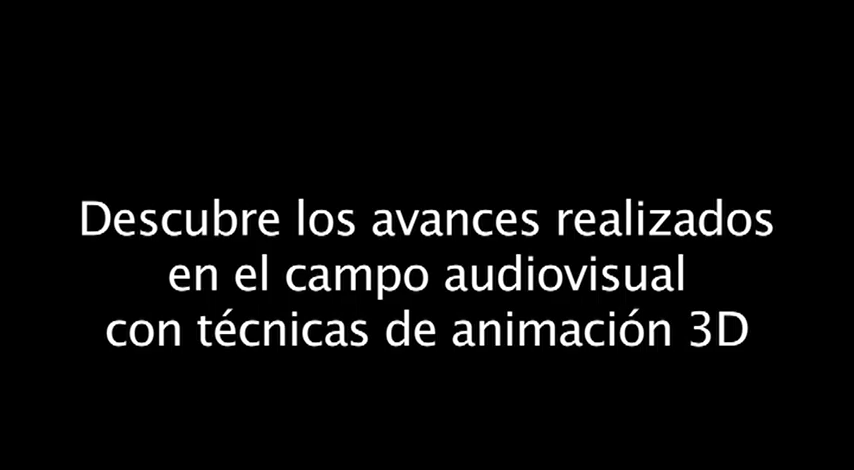 Descubre los avances realizados
en el campo audiovisual
con técnicas de animación 3D